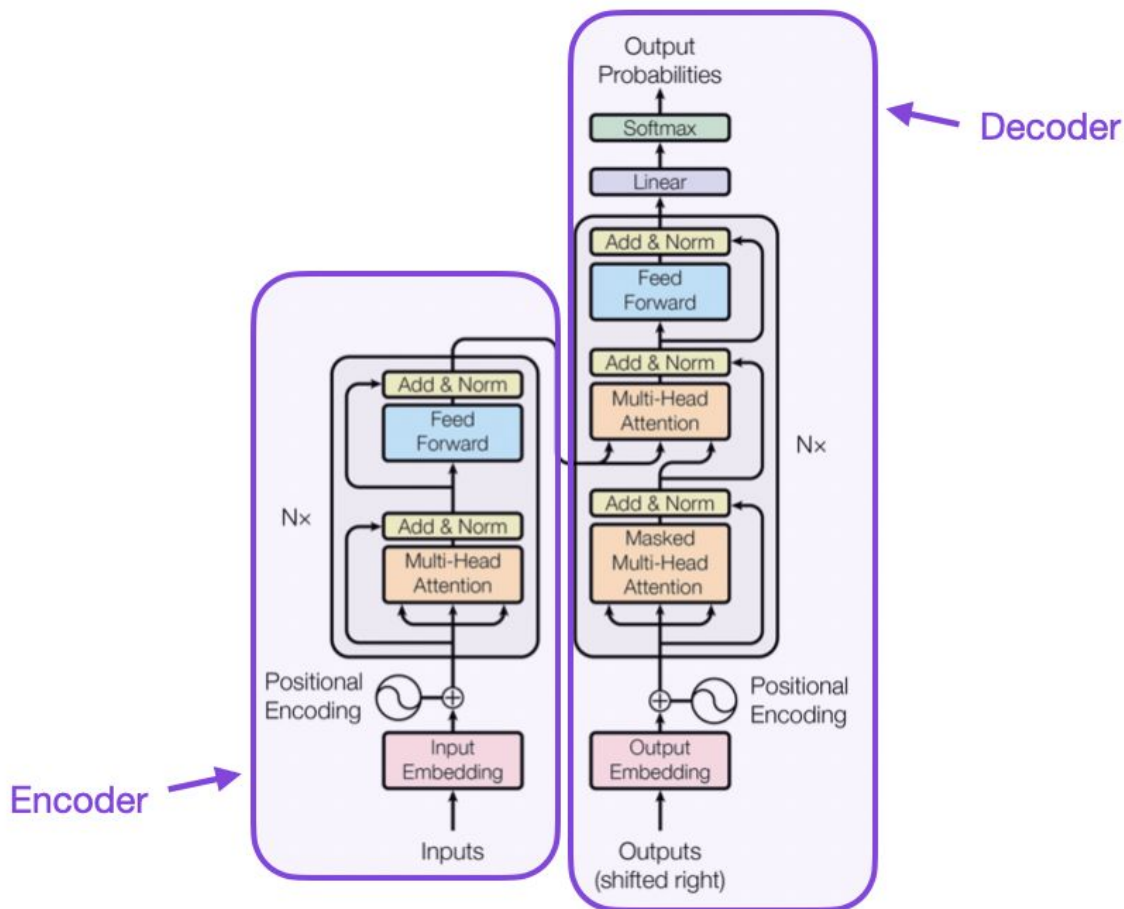 Output
Probabilities
Softmax
Linear
Add & Norm
Feed
Forward
Add & Norm
Multi-Head
Attention
Add & Norm
Masked
Multi-Head
Attention
N×
Positional
Encoding
Output
Embedding
Outputs
(shifted right)
Decoder
Add & Norm
Feed
Forward
Add & Norm
Multi-Head
Attention
N×
Positional
Encoding
Input
Embedding
Inputs
Encoder